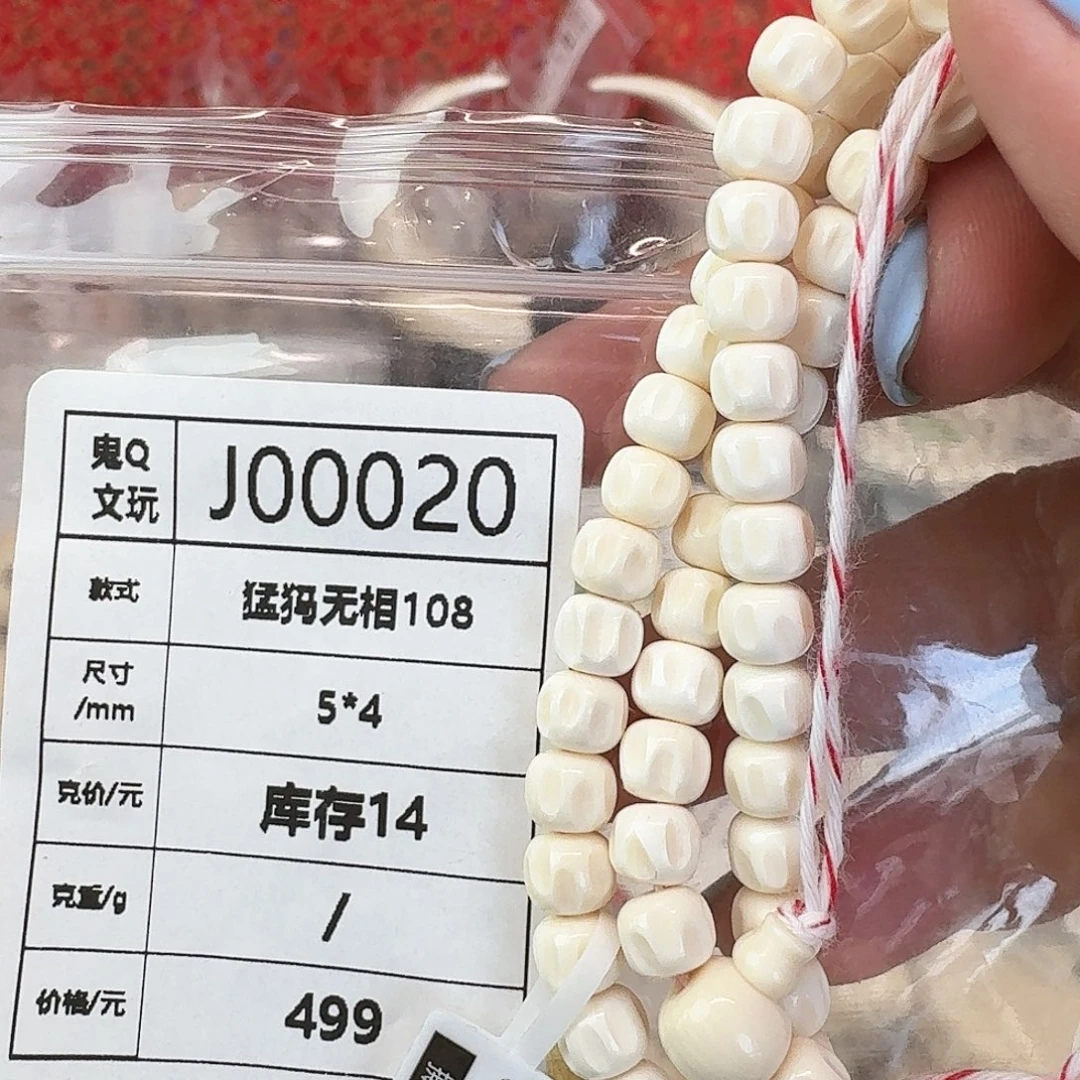 鬼Q
文玩
J00020
款式
猛犸无相108
尺寸
/mm
5*4
克价/元
库存14
克重/g
/
价格/元
499